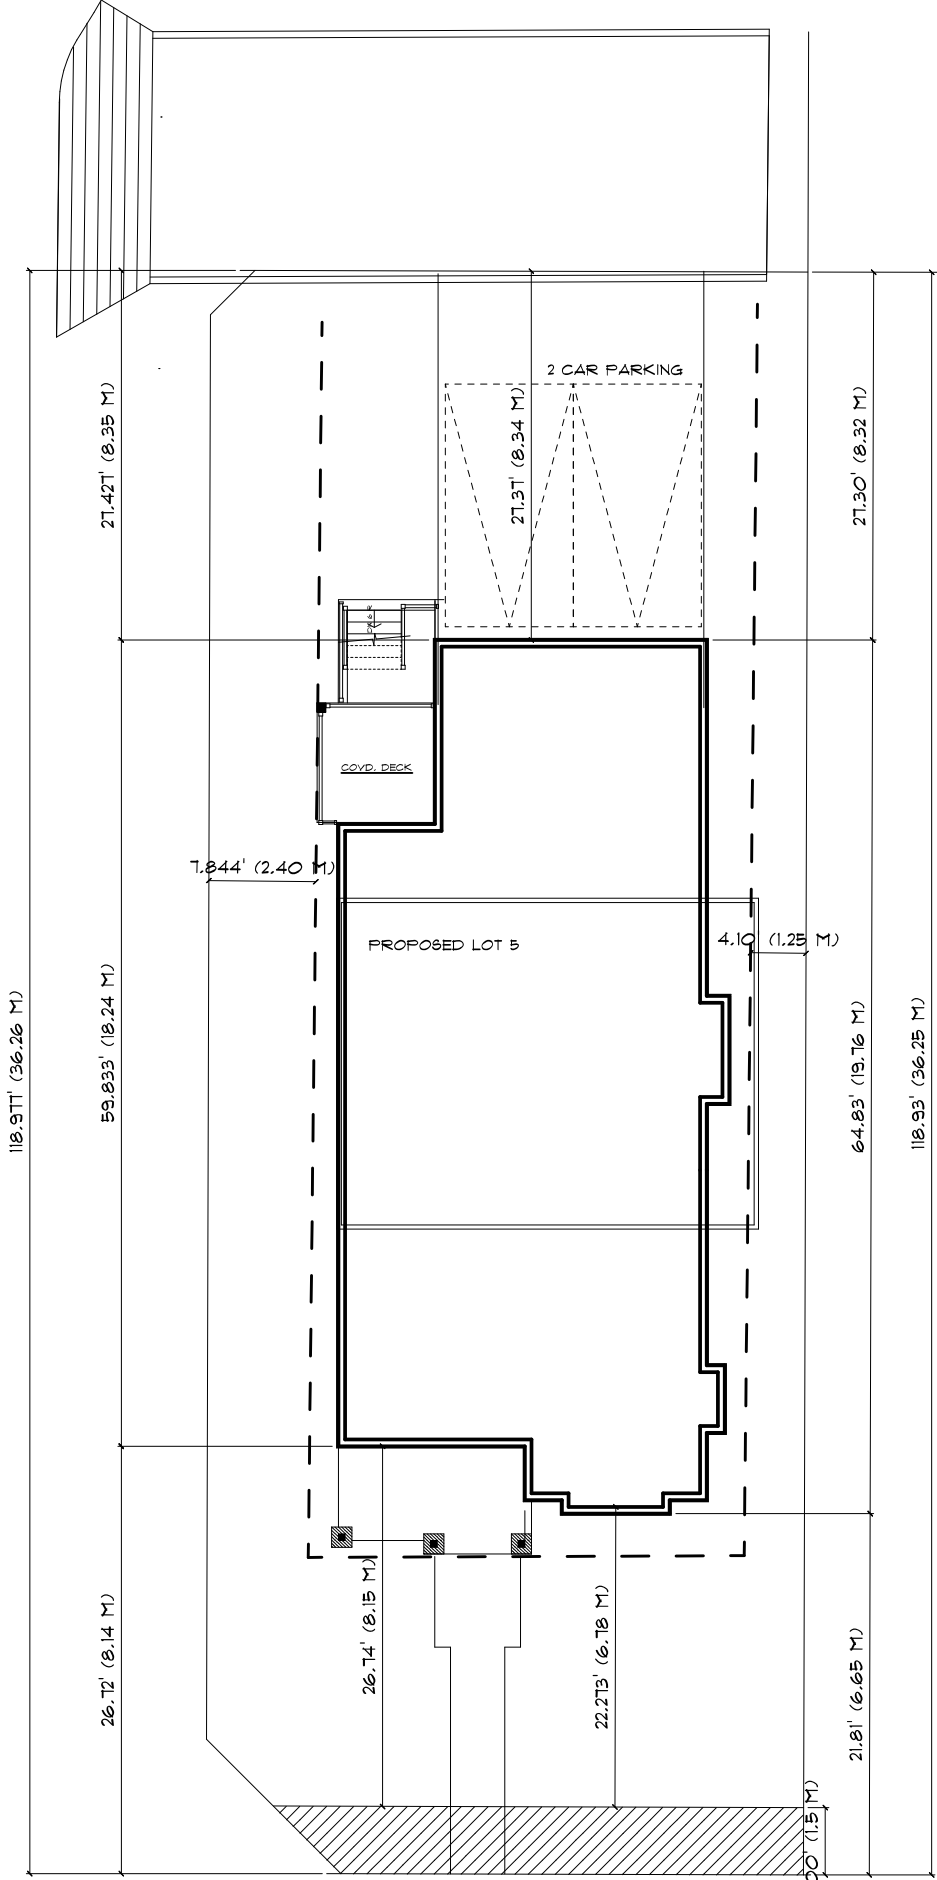 2 CAR PARKING
27.427' (8.35 M)
27.37' (8.34 M)
27.30' (8.32 M)
COVD. DECK
7.844' (2.40 M)
PROPOSED LOT 5
4.10' (1.25 M)
118.977' (36.26 M)
59.833' (18.24 M)
64.83' (19.76 M)
118.93' (36.25 M)
26.72' (8.14 M)
26.74' (8.15 M)
22.273' (6.78 M)
21.81' (6.65 M)
00' (1.5 M)